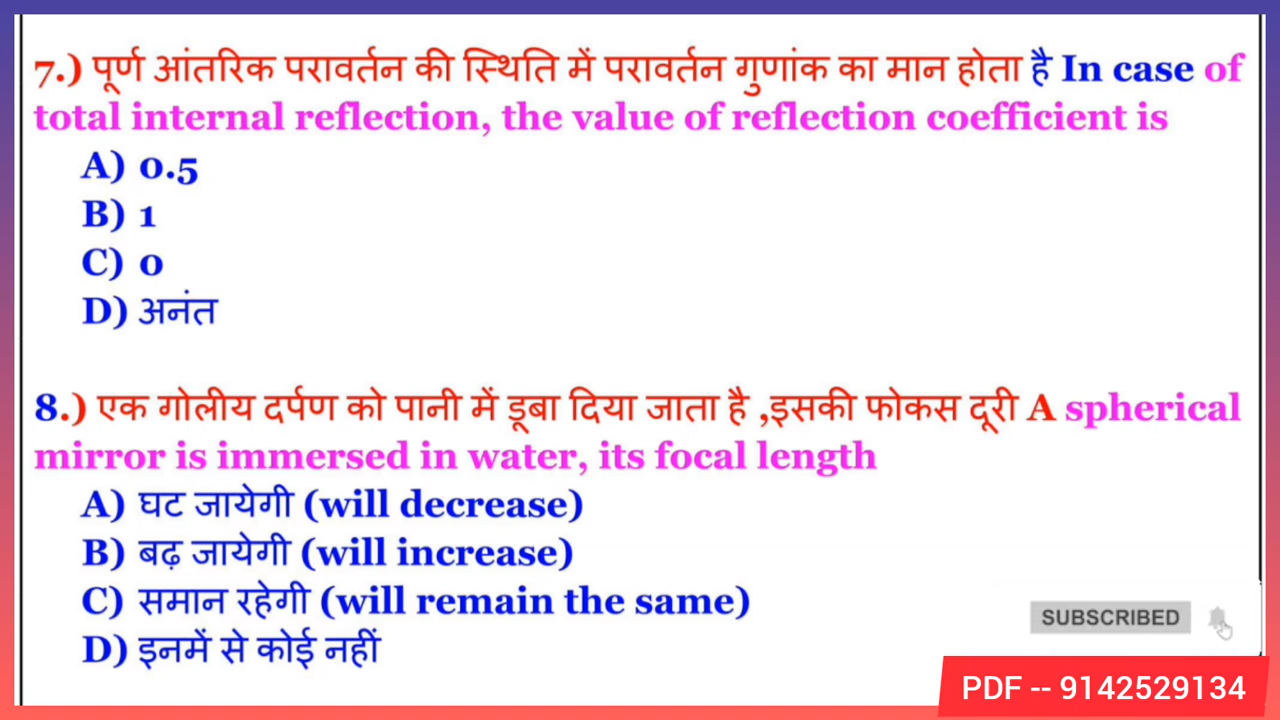 7.) पूर्ण आंतरिक परावर्तन की स्थिति में परावर्तन गुणांक का मान होता है In case of
total internal reflection, the value of reflection coefficient is
A) 0.5
B) 1
C) 0
D) अनंत
8.) एक गोलीय दर्पण को पानी में डूबा दिया जाता है ,इसकी फोकस दूरी A spherical
mirror is immersed in water, its focal length
A) घट जायेगी (will decrease)
B) बढ़ जायेगी (will increase)
C) समान रहेगी (will remain the same)
D) इनमें से कोई नहीं
SUBSCRIBED
PDF -- 9142529134